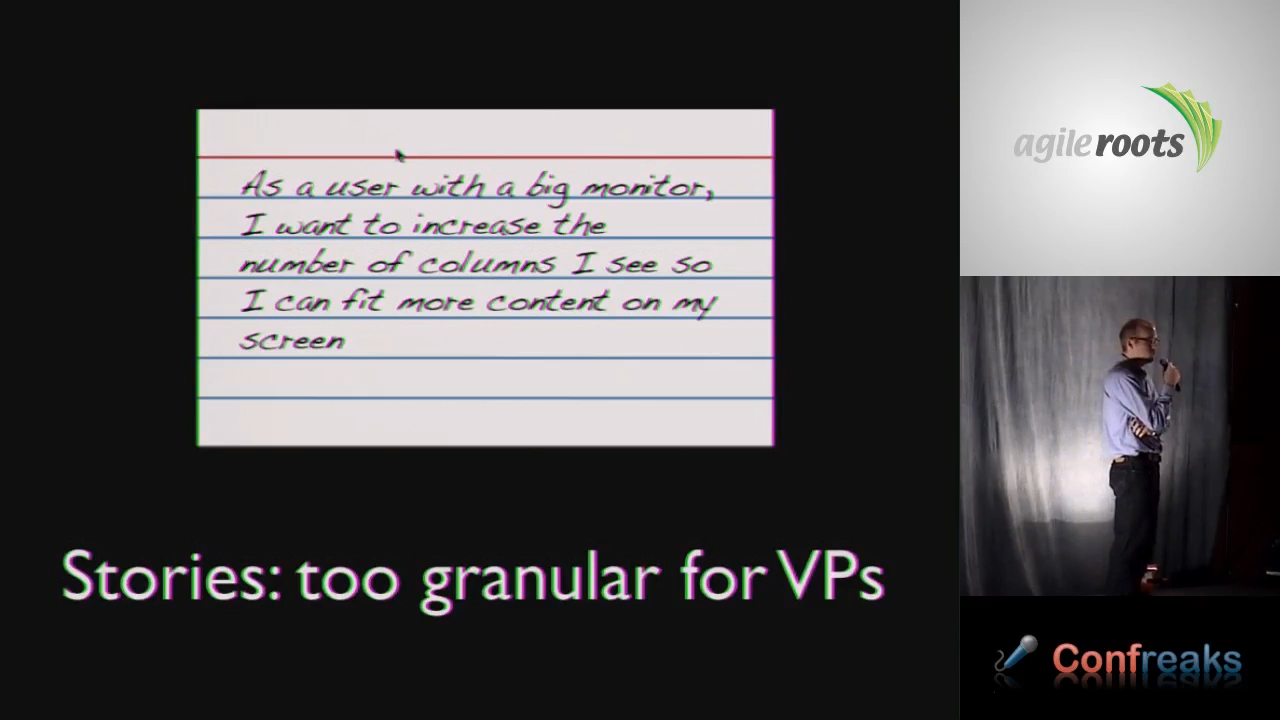 As a user with a big monitor,
I want to increase the
number of columns I see so
I can fit more content on my
screen
Stories: too granular for VPs
agile roots
Confreaks